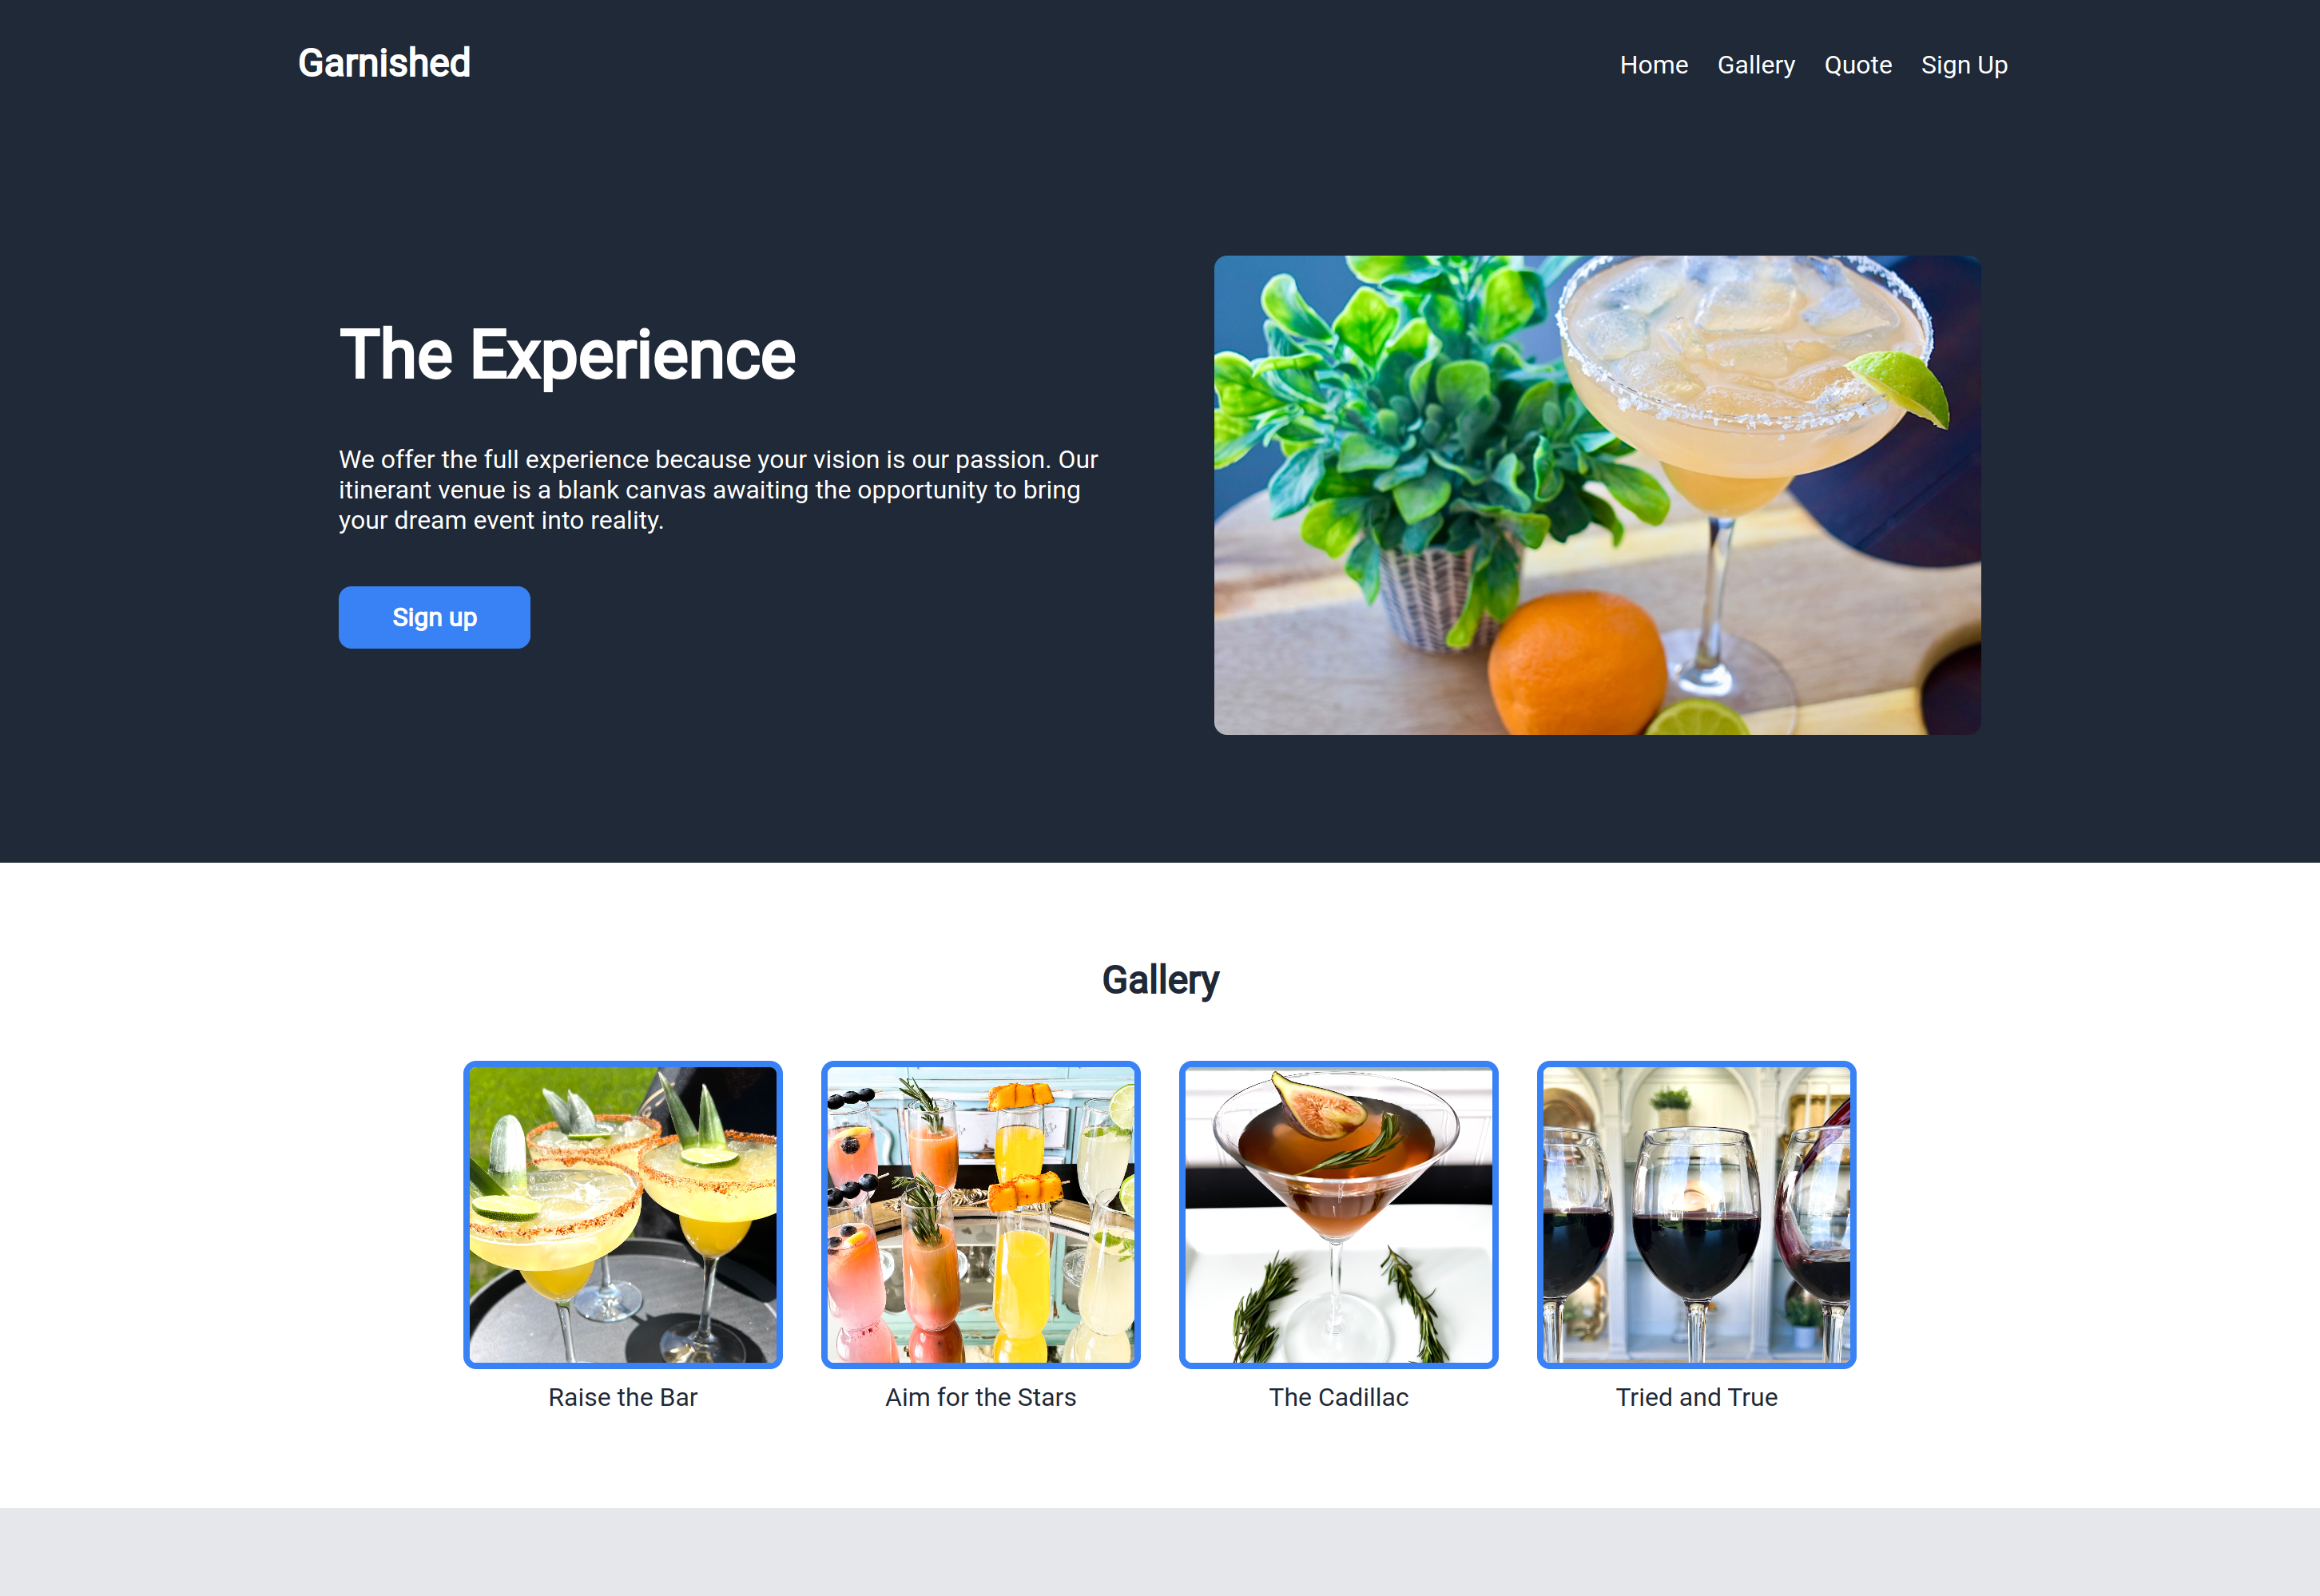 Garnished
Home Gallery Quote Sign Up
The Experience
We offer the full experience because your vision is our passion. Our
itinerant venue is a blank canvas awaiting the opportunity to bring
your dream event into reality.
Sign up
Gallery
Raise the Bar
Aim for the Stars
The Cadillac
Tried and True